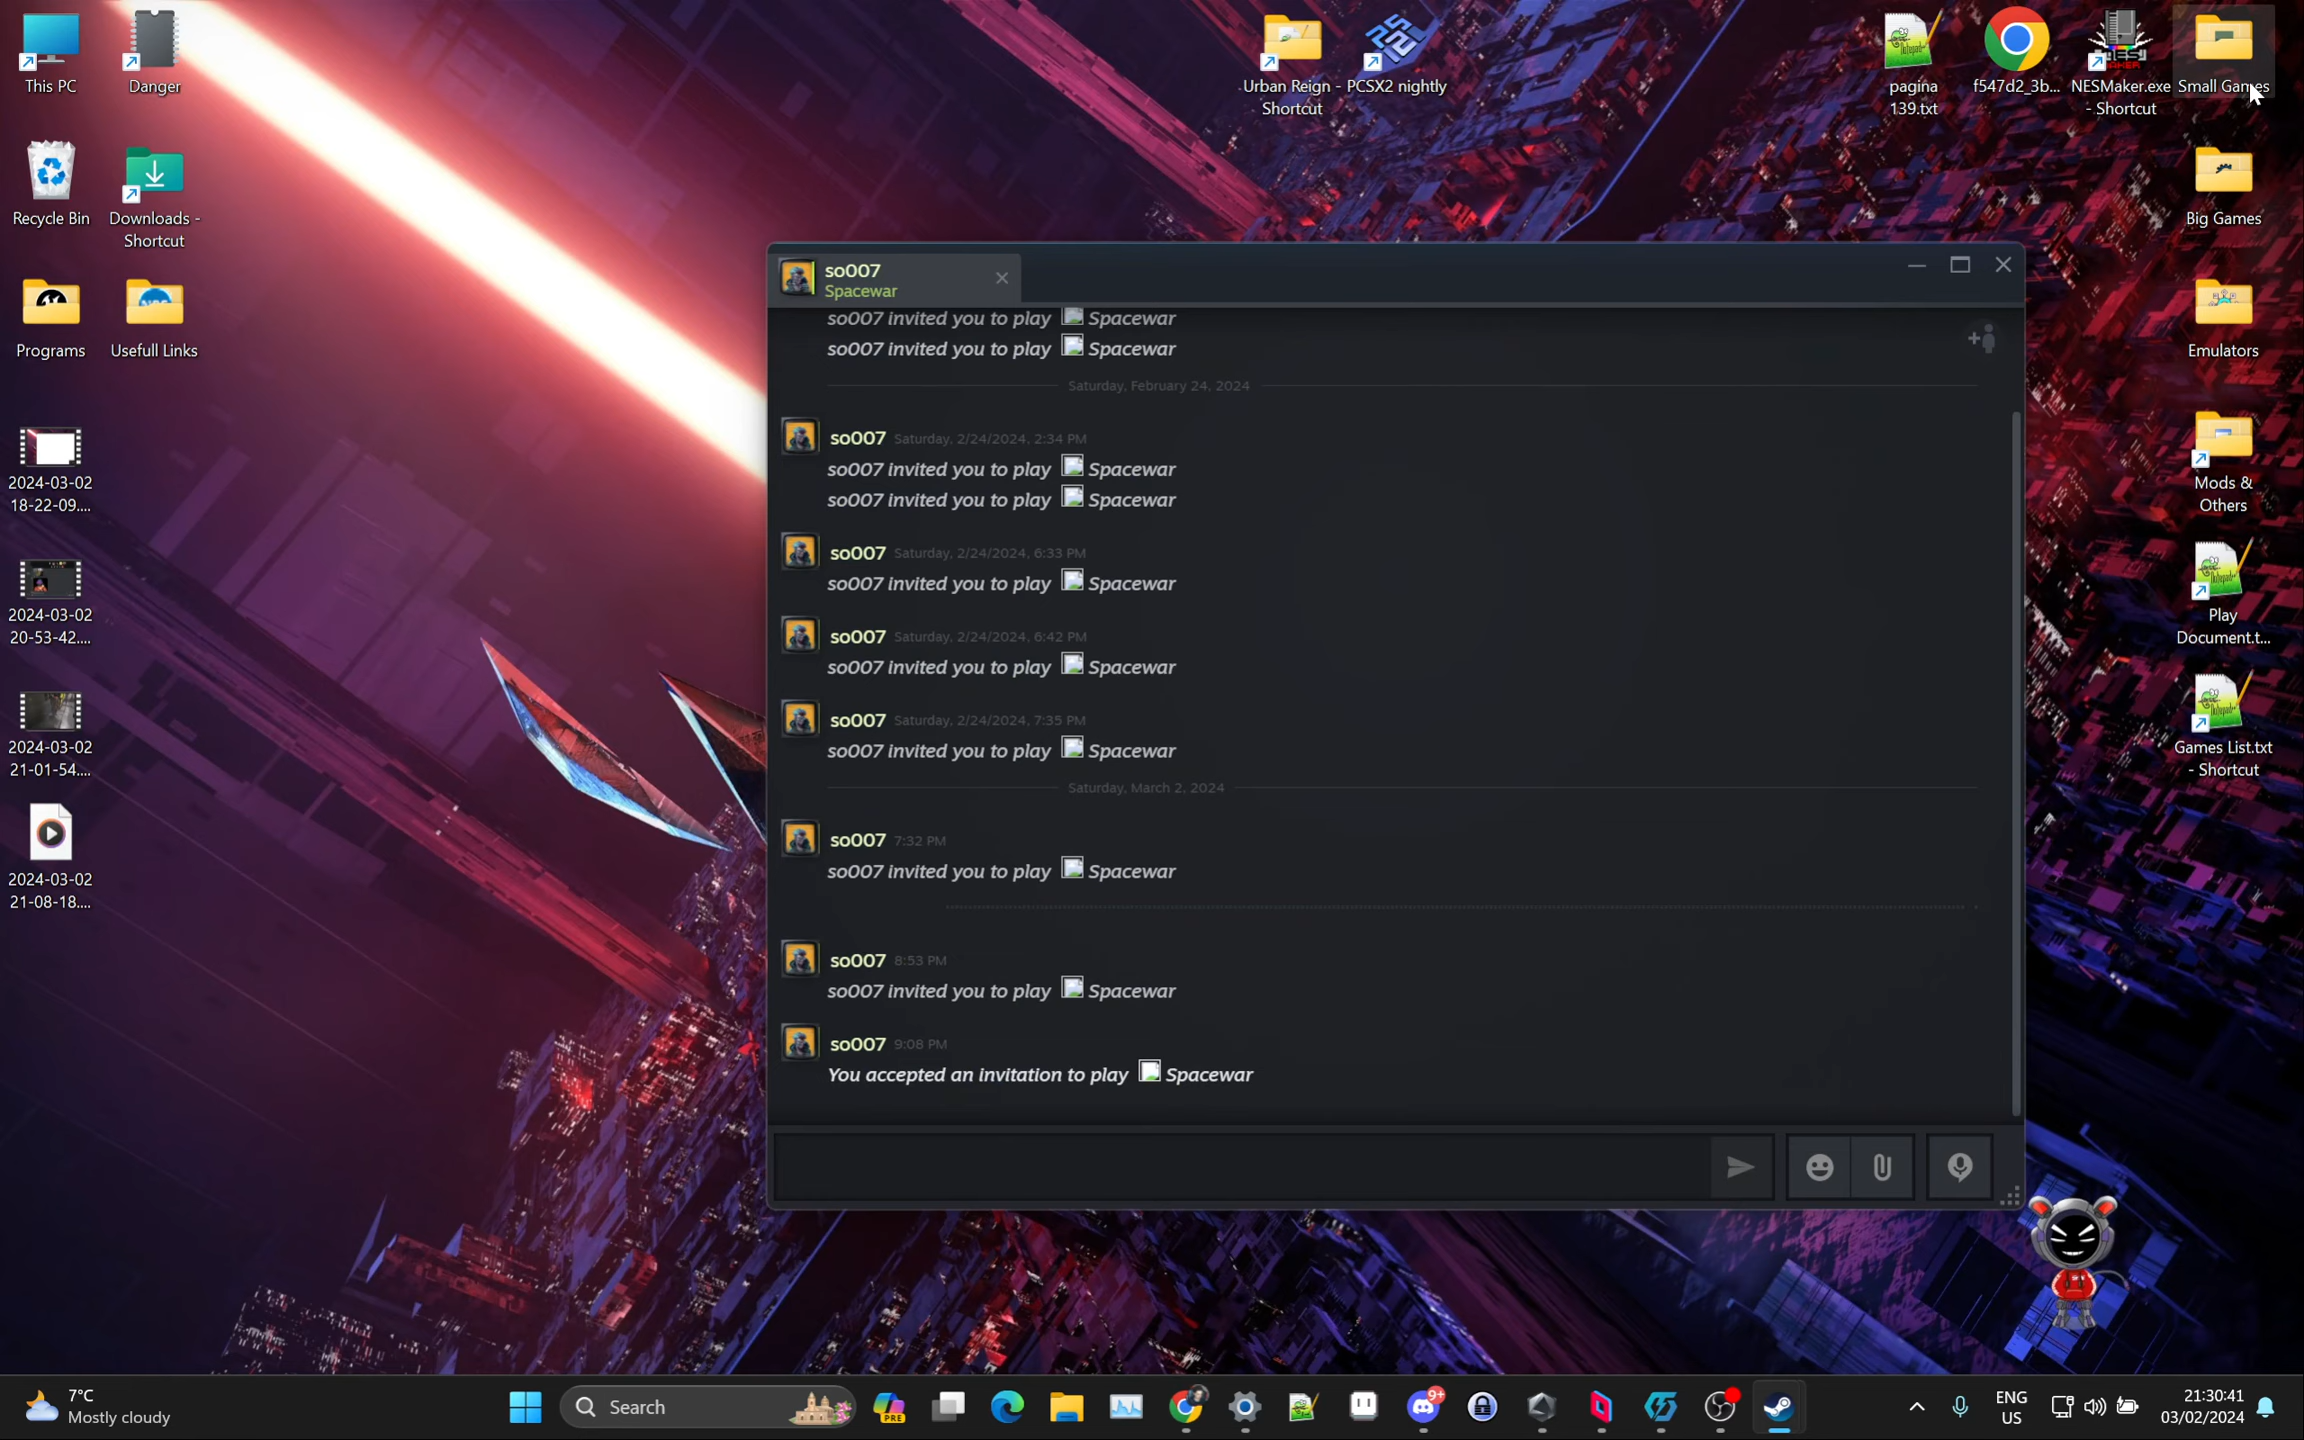 This PC
Danger
Urban Reign -
Shortcut
PCSX2 nightly
pagina
139.txt
f547d2_3b...
NESMaker.exe
- Shortcut
Small Games
Recycle Bin
Downloads -
Shortcut
Big Games
Programs
Usefull Links
Emulators
2024-03-02
18-22-09....
2024-03-02
20-53-42....
2024-03-02
21-01-54....
2024-03-02
21-08-18....
Mods &
Others
Play
Document.t...
Games List.txt
- Shortcut
so007
Spacewar
so007 invited you to play Spacewar
so007 invited you to play Spacewar
Saturday, February 24, 2024
so007 Saturday, 2/24/2024, 2:34 PM
so007 invited you to play Spacewar
so007 invited you to play Spacewar
so007 Saturday, 2/24/2024, 6:33 PM
so007 invited you to play Spacewar
so007 Saturday, 2/24/2024, 6:42 PM
so007 invited you to play Spacewar
so007 Saturday, 2/24/2024, 7:35 PM
so007 invited you to play Spacewar
Saturday, March 2, 2024
so007 7:32 PM
so007 invited you to play Spacewar
so007 8:53 PM
so007 invited you to play Spacewar
so007 9:08 PM
You accepted an invitation to play Spacewar
7°C
Mostly cloudy
Search
PRE
9+
ENG
US
21:30:41
03/02/2024